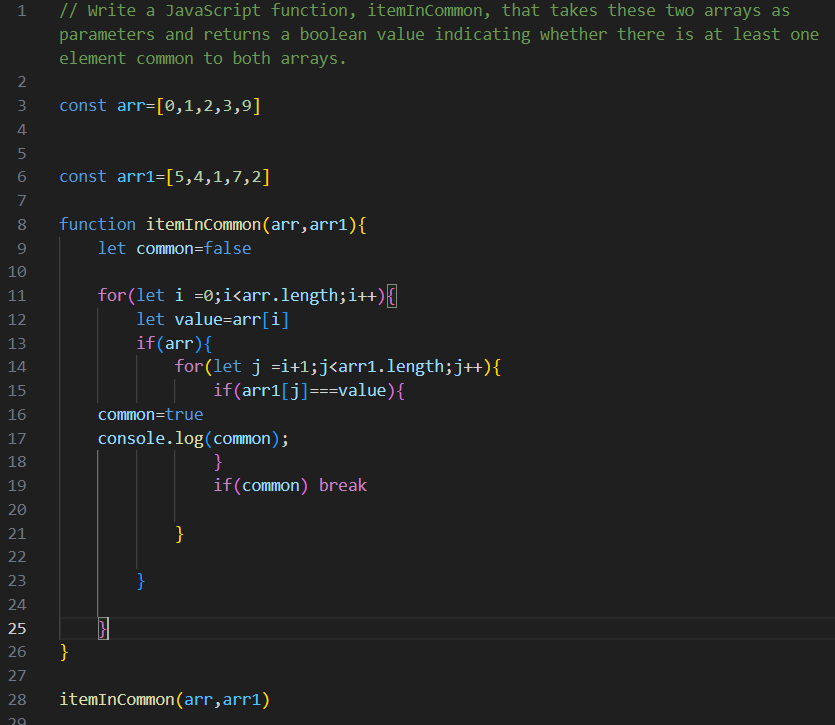 1 // Write a JavaScript function, itemInCommon, that takes these two arrays as
parameters and returns a boolean value indicating whether there is at least one
element common to both arrays.
2
3 const arr=[0,1,2,3,9]
4
5
6 const arr1=[5,4,1,7,2]
7
8 function itemInCommon(arr,arr1){
9 let common=false
10
11 for(let i =0;i<arr.length;i++){
12 let value=arr[i]
13 if(arr){
14 for(let j =i+1;j<arr1.length;j++){
15 if(arr1[j]===value){
16 common=true
17 console.log(common);
18 }
19 if(common) break
20
21 }
22
23 }
24
25 }
26 }
27
28 itemInCommon(arr,arr1)
29